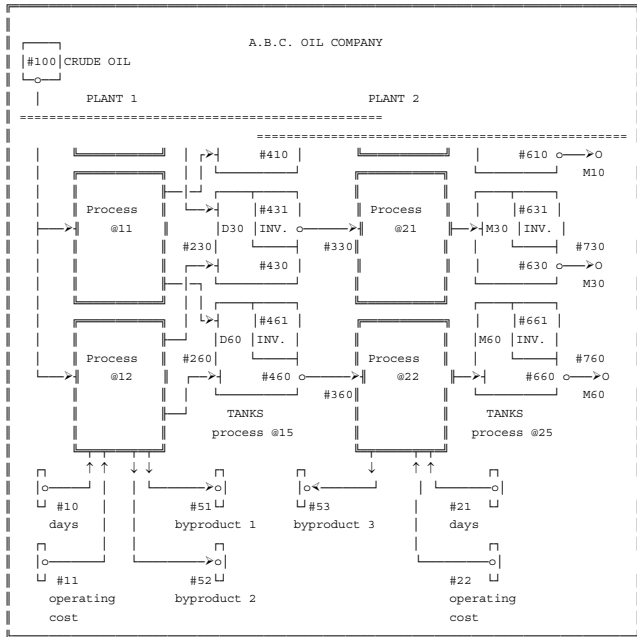 A.B.C. OIL COMPANY
#100 CRUDE OIL
PLANT 1 PLANT 2
#410 #610
M10
Process #431 Process #631
@11 D30 INV. @21 M30 INV.
#230 #330 #730
#430 #630
M30
#461 #661
D60 INV. M60 INV.
Process #260 Process #760
@12 #460 @22 #660
#360 M60
TANKS TANKS
process @15 process @25
#10 #51 #53 #21
days byproduct 1 byproduct 3 days
#11 #52 #22
operating byproduct 2 operating
cost cost